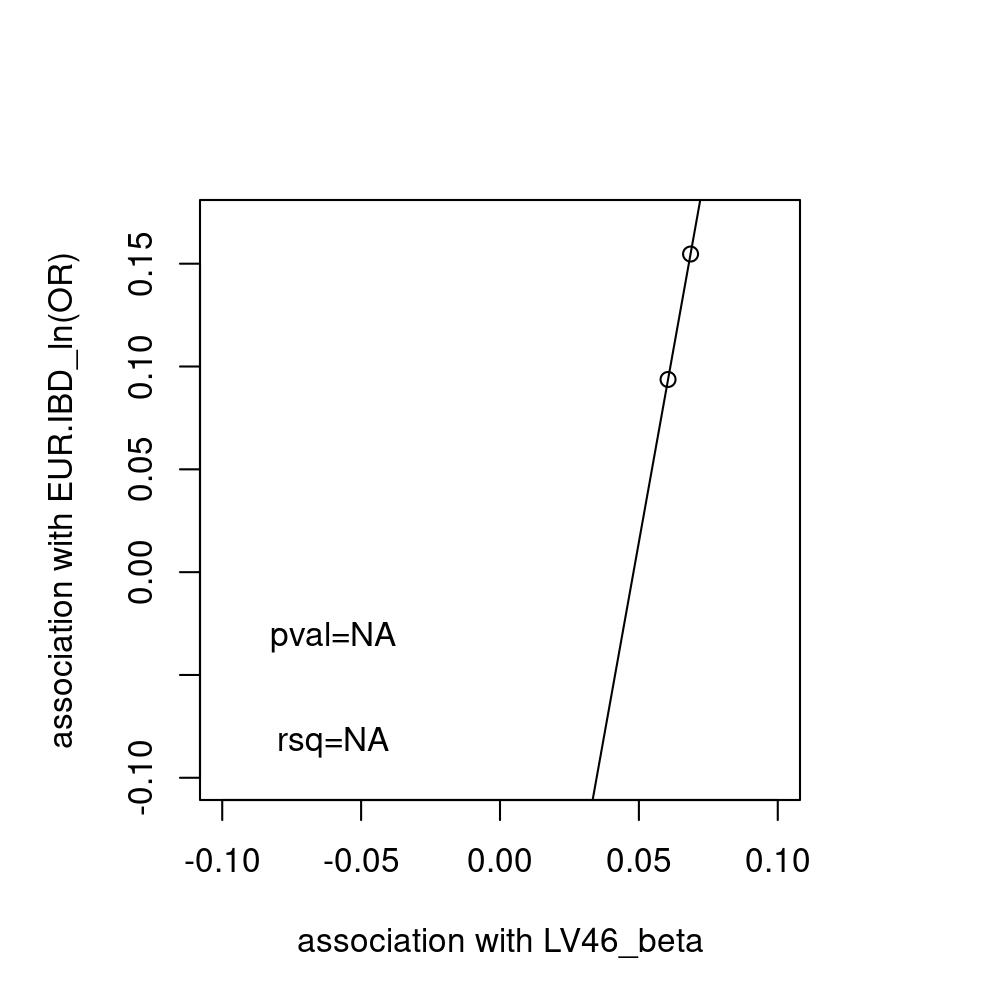 association with EUR.IBD_ln(OR)
0.15
0.10
0.05
0.00
-0.10
pval=NA
rsq=NA
-0.10 -0.05 0.00 0.05 0.10
association with LV46_beta